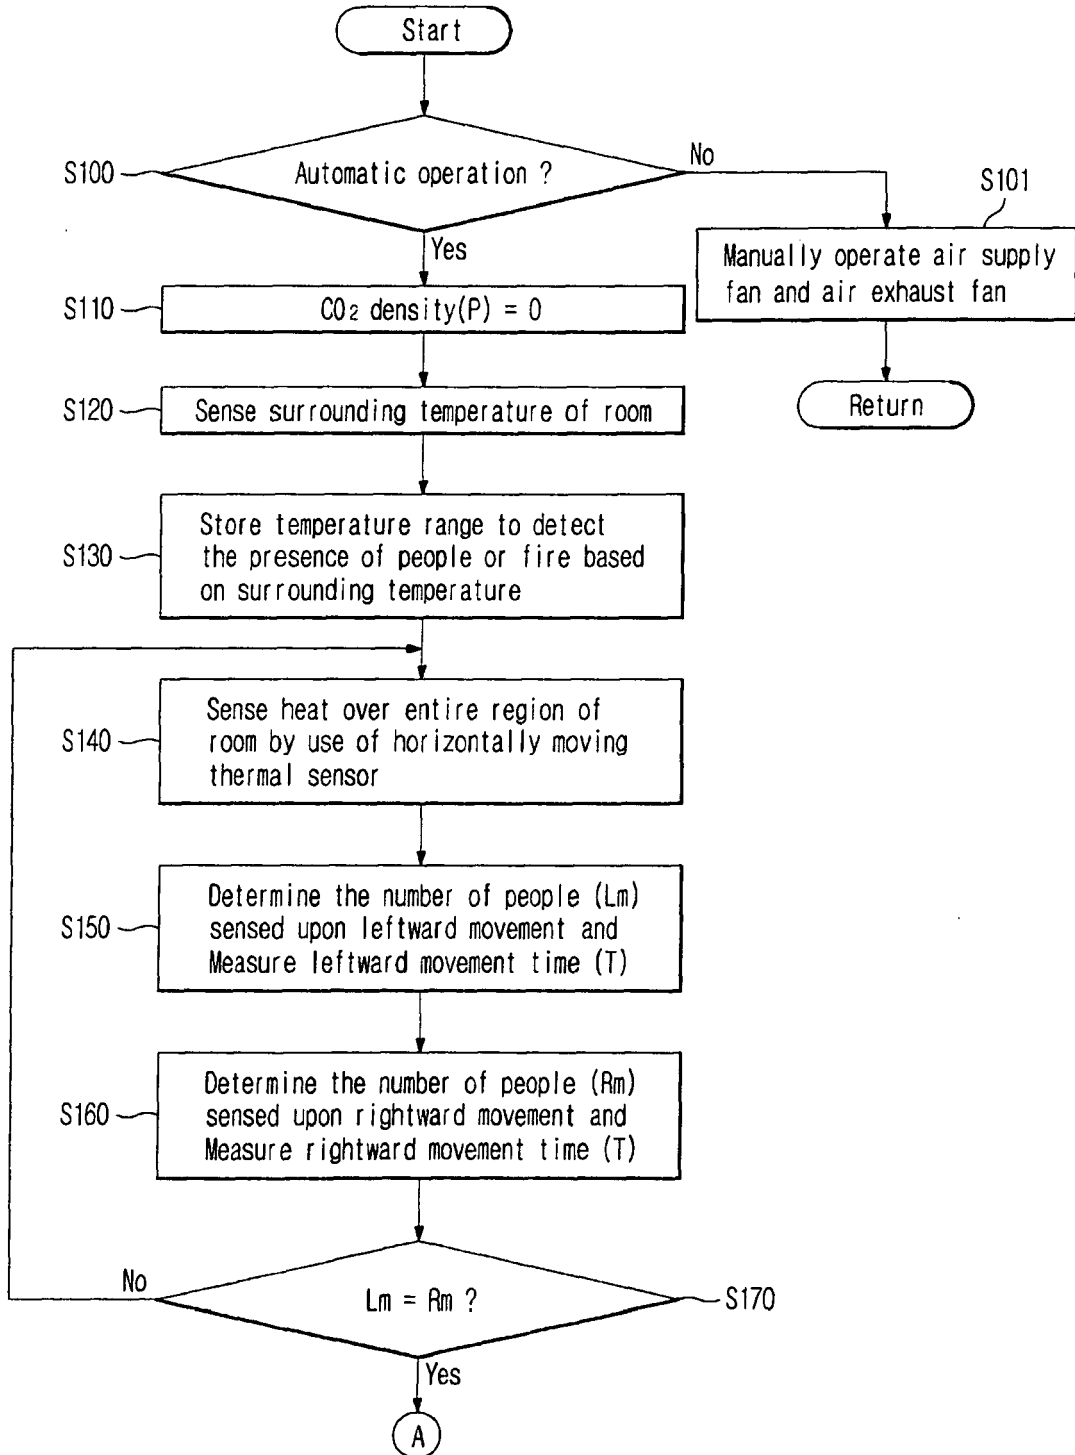 Start
S100
Automatic operation ?
No
Yes
S101
Manually operate air supply
fan and air exhaust fan
Return
S110
CO2 density(P) = 0
S120
Sense surrounding temperature of room
S130
Store temperature range to detect
the presence of people or fire based
on surrounding temperature
S140
Sense heat over entire region of
room by use of horizontally moving
thermal sensor
S150
Determine the number of people (Lm)
sensed upon leftward movement and
Measure leftward movement time (T)
S160
Determine the number of people (Rm)
sensed upon rightward movement and
Measure rightward movement time (T)
No
Lm = Rm ?
S170
Yes
A